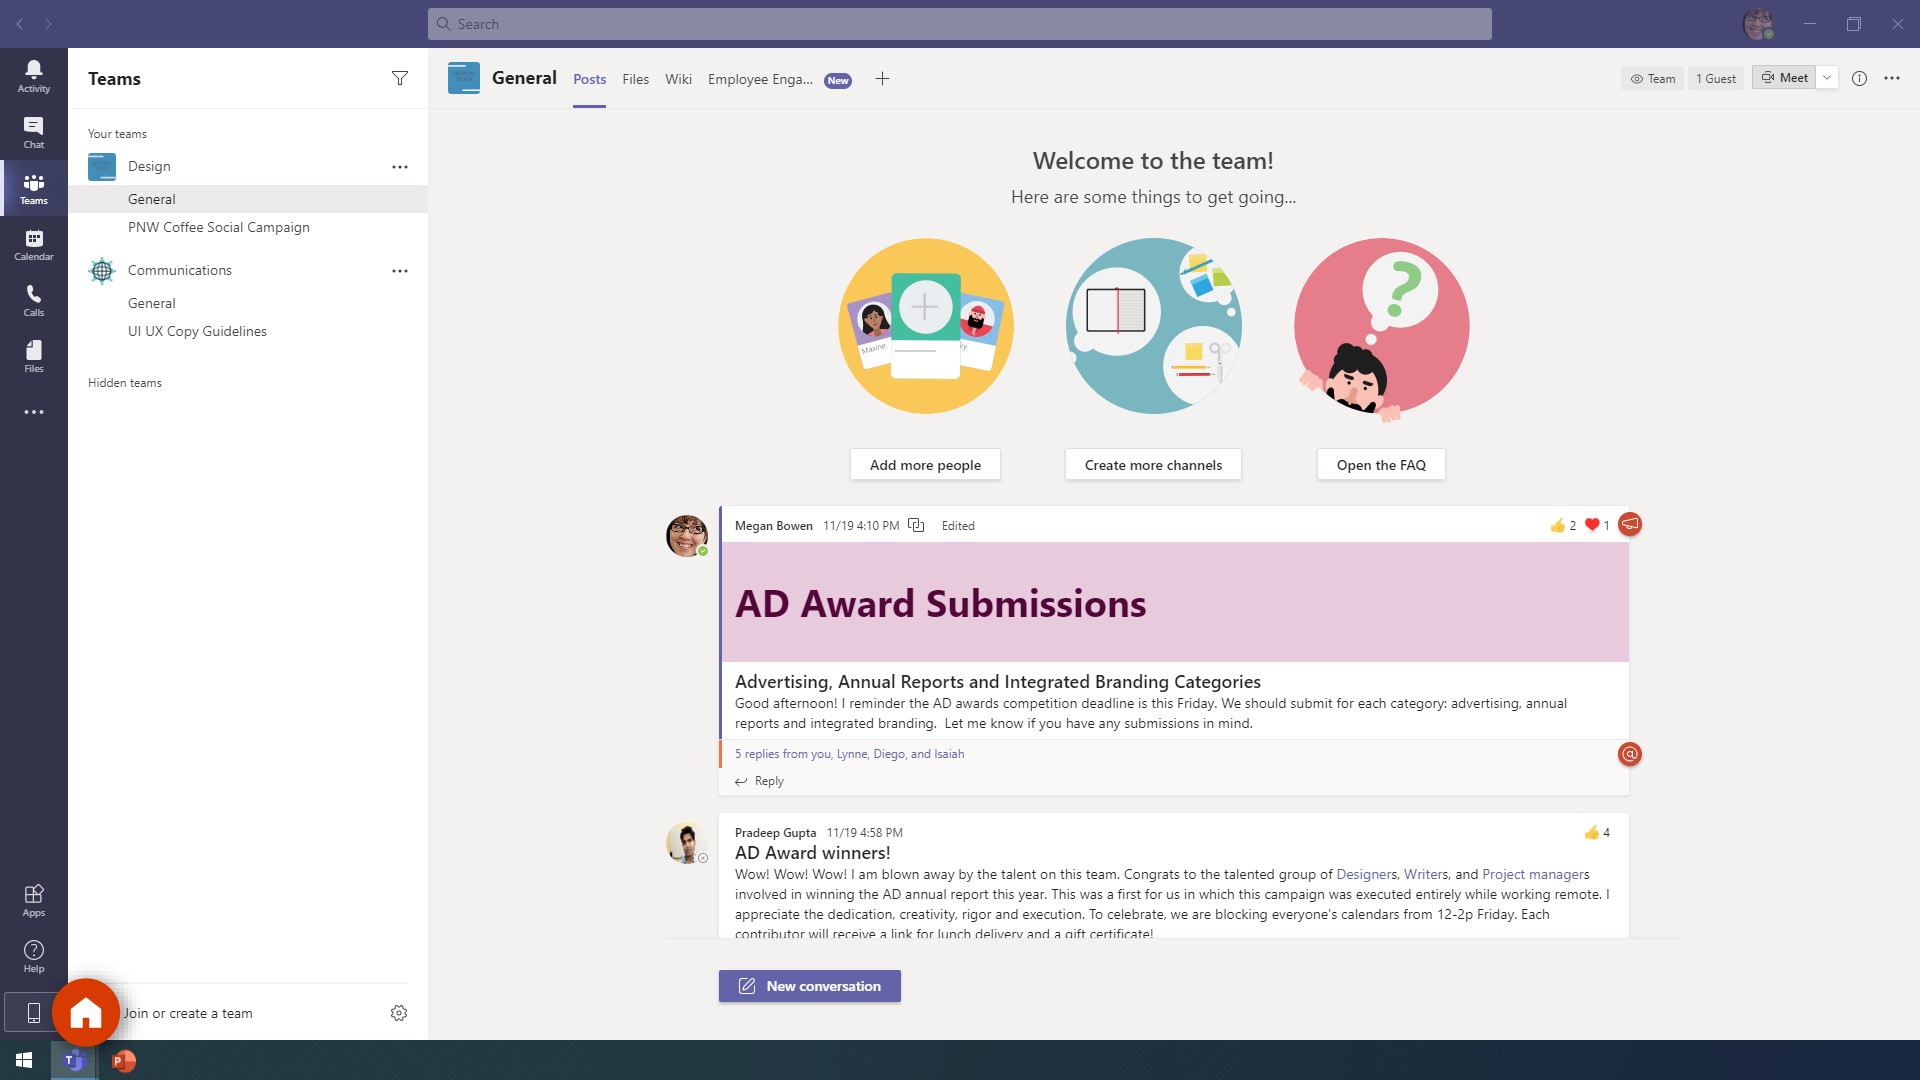 Search
Activity
Chat
Teams
Calendar
Calls
Files
Apps
Help
Teams
Your teams
Design
General
PNW Coffee Social Campaign
Communications
General
UI UX Copy Guidelines
Hidden teams
Join or create a team
General
Posts
Files
Wiki
Employee Enga...
New
Team
1 Guest
Meet
Welcome to the team!
Here are some things to get going...
Maxine
ky
Add more people
Create more channels
Open the FAQ
Megan Bowen 11/19 4:10 PM Edited
2
1
AD Award Submissions
Advertising, Annual Reports and Integrated Branding Categories
Good afternoon! I reminder the AD awards competition deadline is this Friday. We should submit for each category: advertising, annual
reports and integrated branding. Let me know if you have any submissions in mind.
5 replies from you, Lynne, Diego, and Isaiah
@
Reply
Pradeep Gupta 11/19 4:58 PM
4
AD Award winners!
Wow! Wow! Wow! I am blown away by the talent on this team. Congrats to the talented group of Designers, Writers, and Project managers
involved in winning the AD annual report this year. This was a first for us in which this campaign was executed entirely while working remote. I
appreciate the dedication, creativity, rigor and execution. To celebrate, we are blocking everyone's calendars from 12-2p Friday. Each
contributor will receive a link for lunch delivery and a gift certificate!
New conversation
T
P